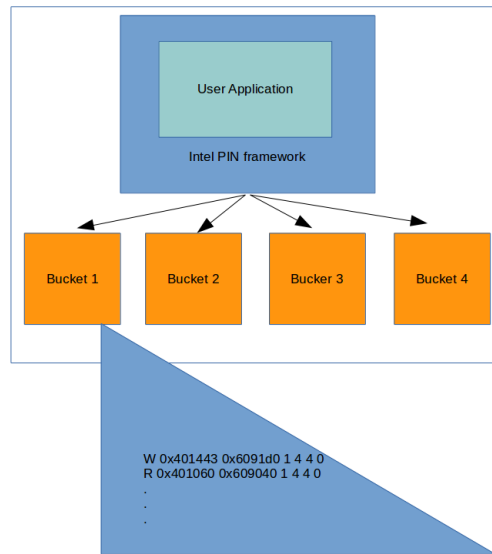 User Application
Intel PIN framework
Bucket 1
Bucket 2
Bucker 3
Bucket 4
W 0x401443 0x6091d0 1 4 4 0
R 0x401060 0x609040 1 4 4 0
.
.
.